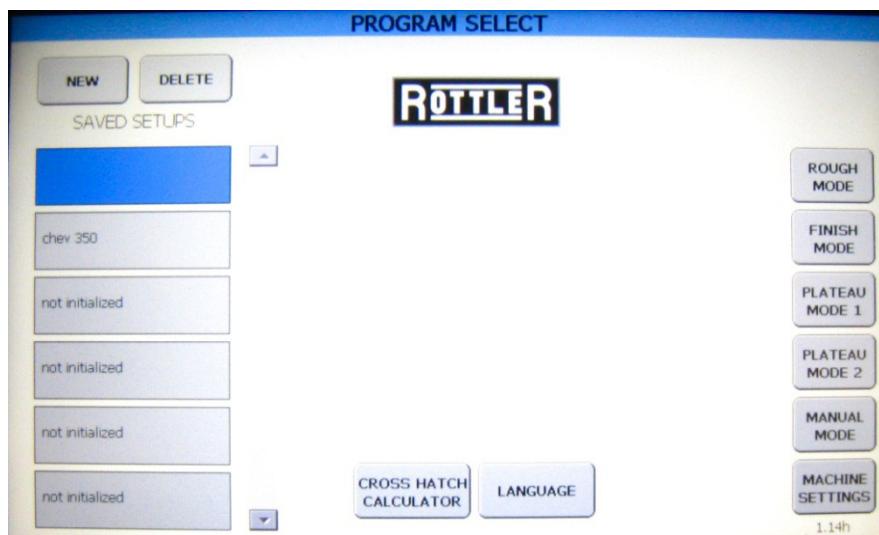 PROGRAM SELECT
NEW
DELETE
SAVED SETUPS
ROTTLER
chev 350
not initialized
not initialized
not initialized
not initialized
ROUGH
MODE
FINISH
MODE
PLATEAU
MODE 1
PLATEAU
MODE 2
MANUAL
MODE
MACHINE
SETTINGS
CROSS HATCH
CALCULATOR
LANGUAGE
1.14h